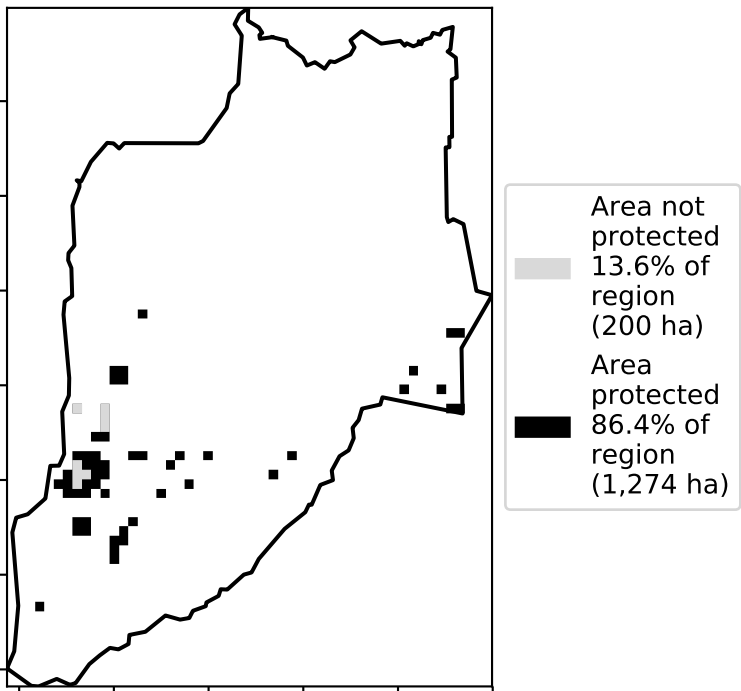 Area not
protected
13.6% of
region
(200 ha)
Area
protected
86.4% of
region
(1,274 ha)